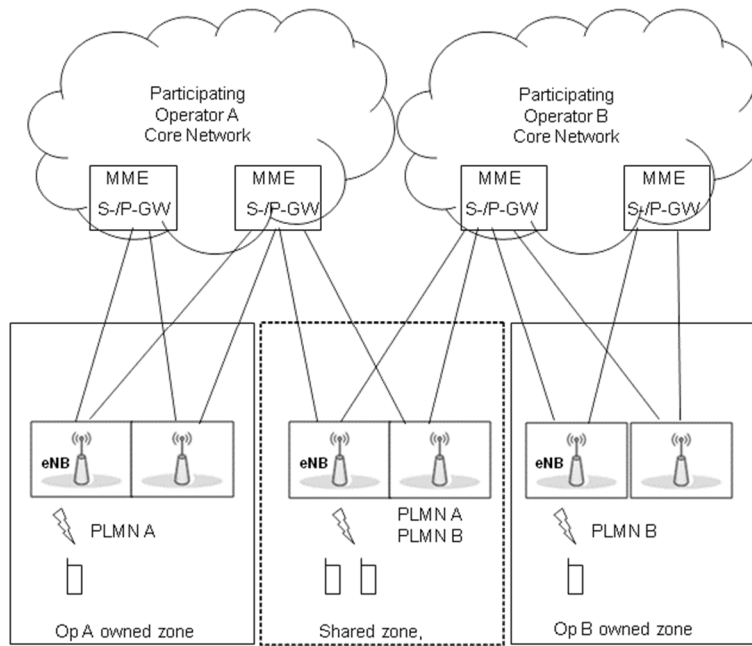 Participating
Operator A
Core Network
Participating
Operator B
Core Network
MME
S-/P-GW
MME
S-/P-GW
MME
S-/P-GW
MME
S-/P-GW
eNB
PLMN A
Op A owned zone
eNB
PLMN A
PLMN B
Shared zone,
eNB
PLMN B
Op B owned zone